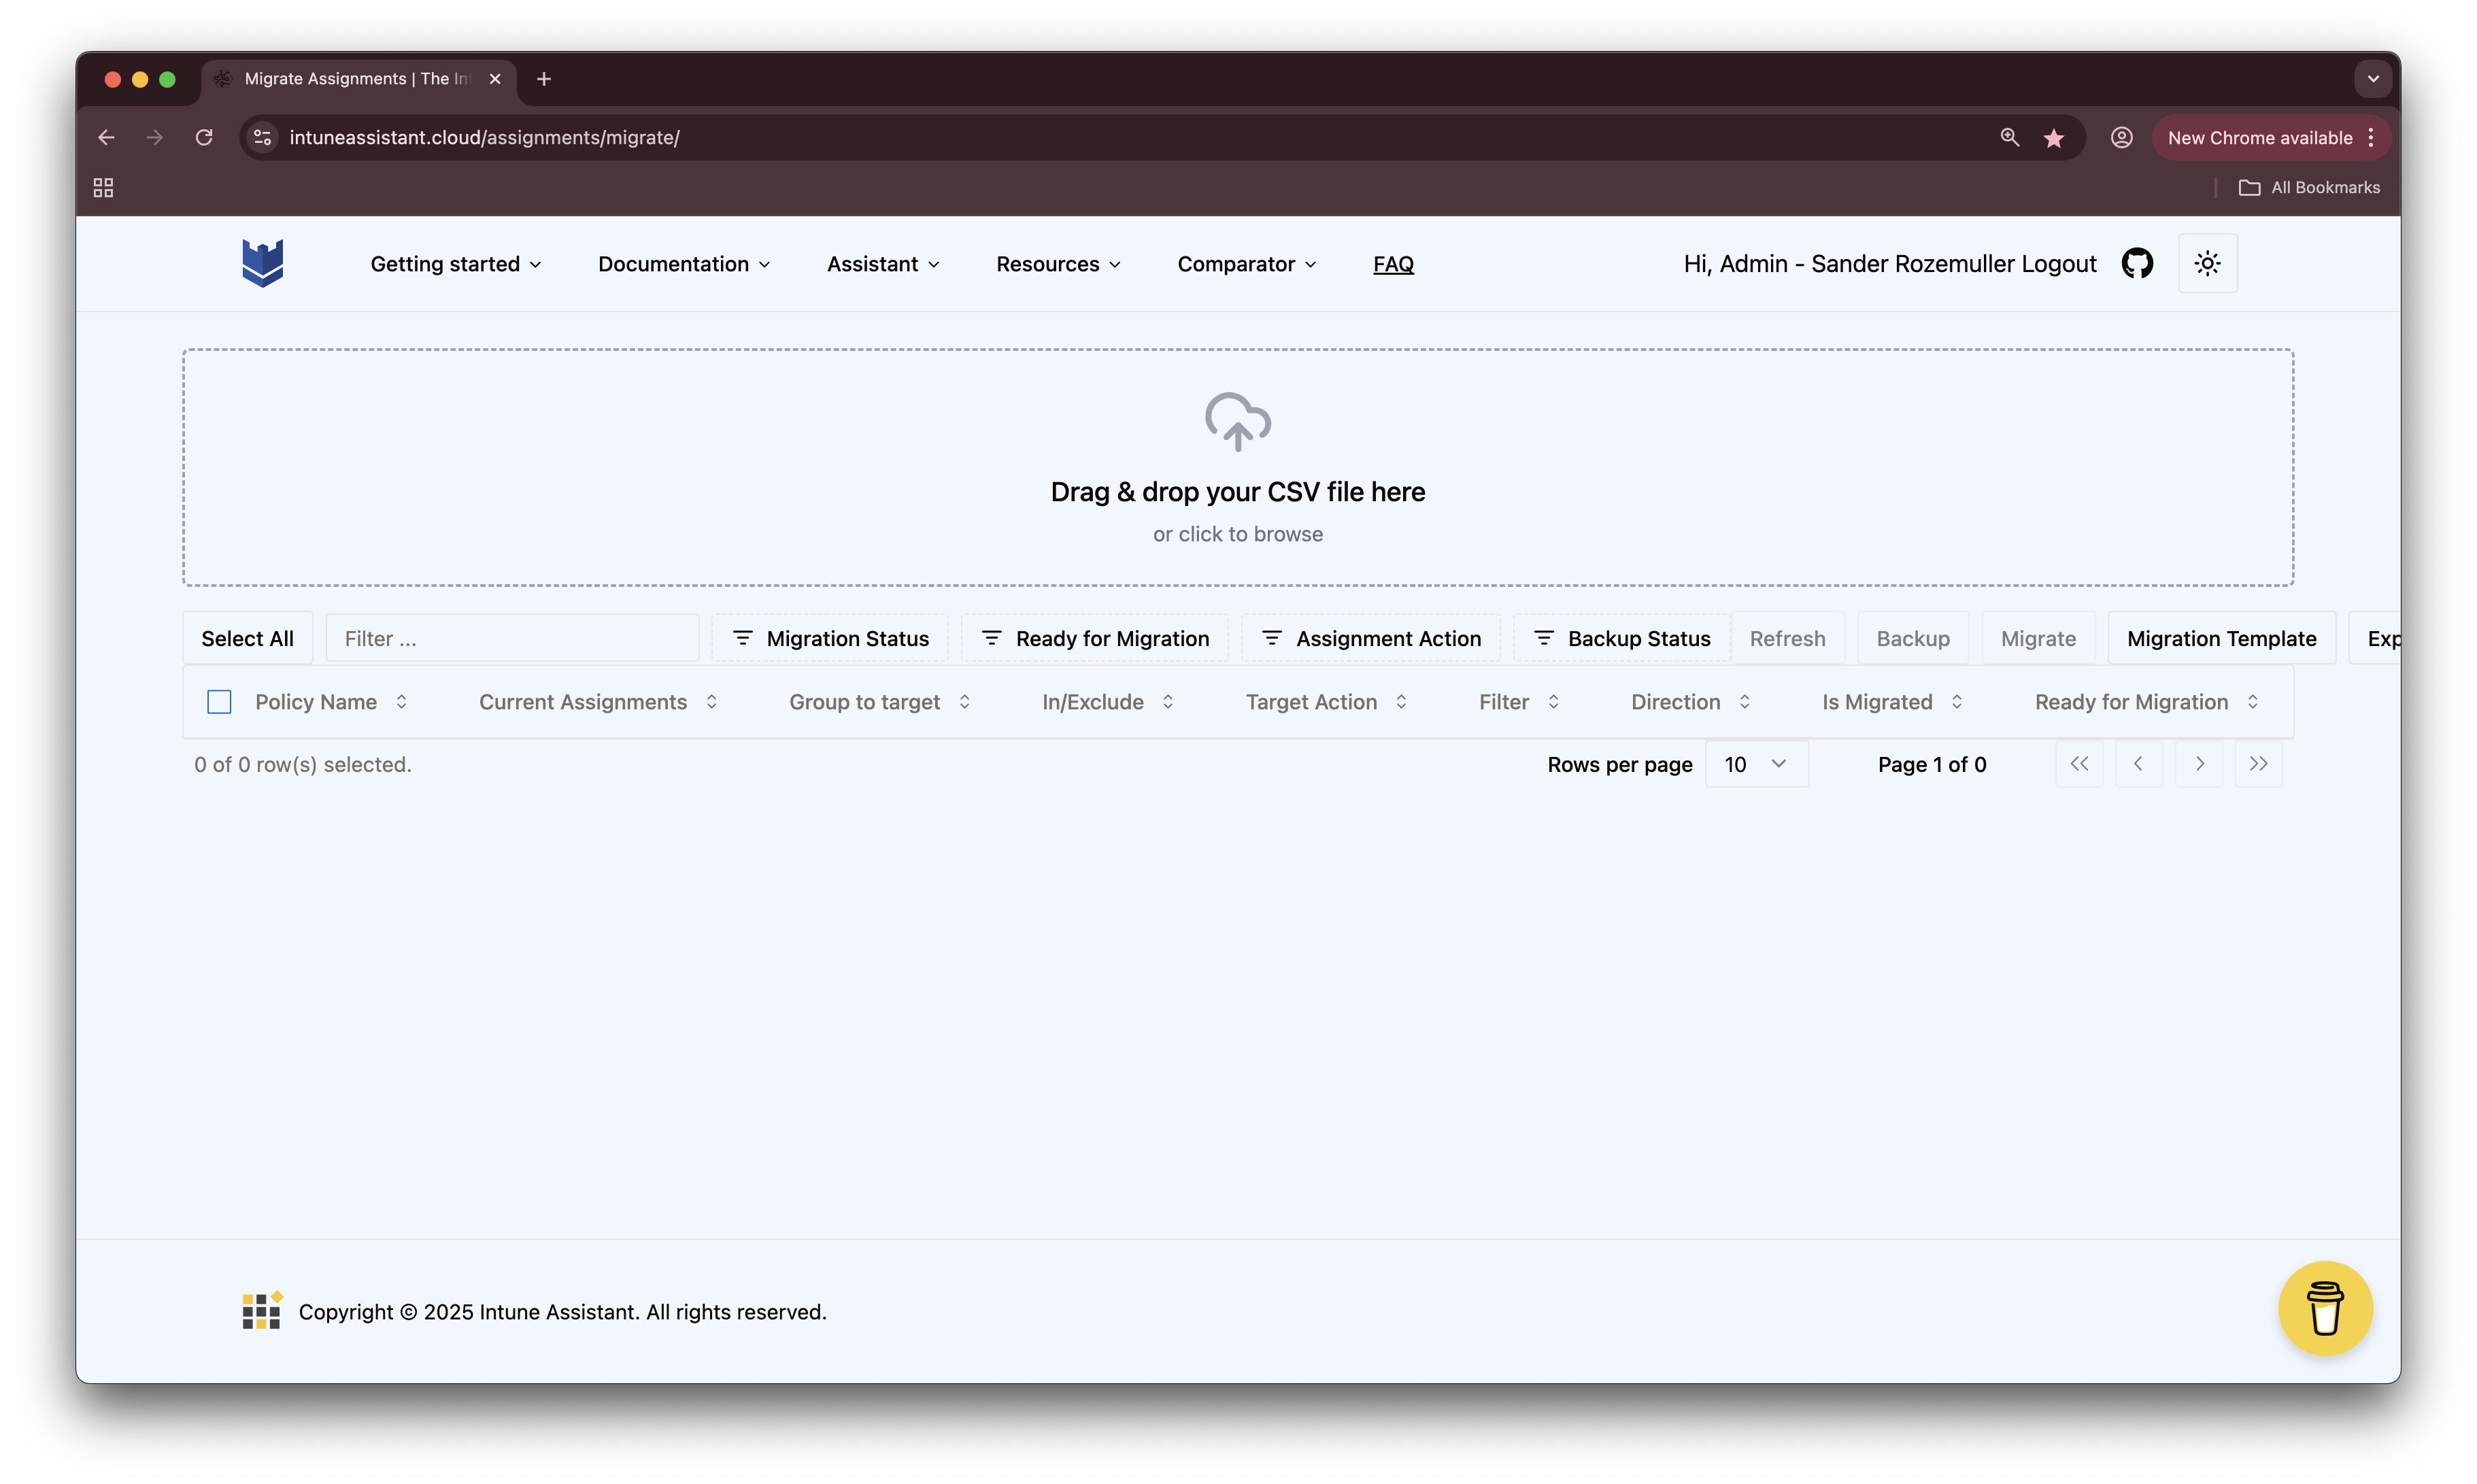 Migrate Assignments | The Int
intuneassistant.cloud/assignments/migrate/
New Chrome available
All Bookmarks
Getting started
Documentation
Assistant
Resources
Comparator
FAQ
Hi, Admin - Sander Rozemuller Logout
Drag & drop your CSV file here
or click to browse
Select All
Filter ...
Migration Status
Ready for Migration
Assignment Action
Backup Status
Refresh
Backup
Migrate
Migration Template
Exp
Policy Name
Current Assignments
Group to target
In/Exclude
Target Action
Filter
Direction
Is Migrated
Ready for Migration
0 of 0 row(s) selected.
Rows per page
10
Page 1 of 0
Copyright © 2025 Intune Assistant. All rights reserved.